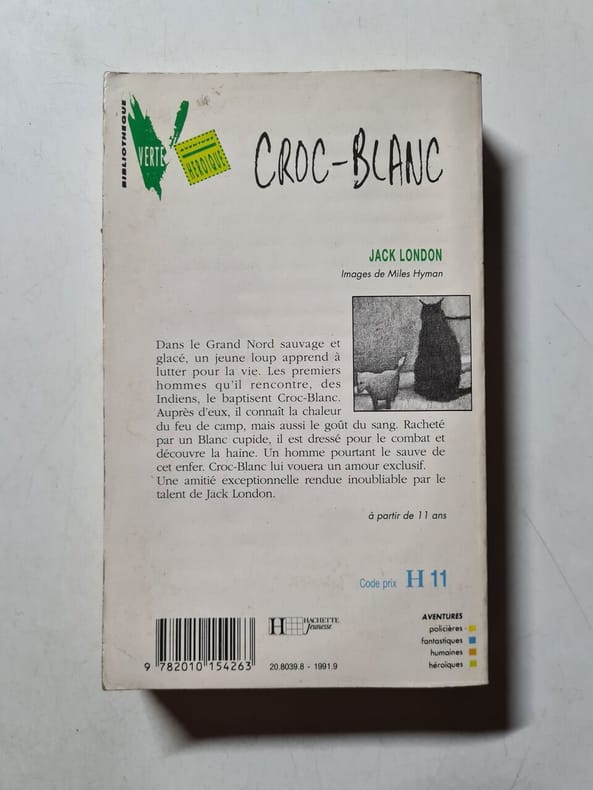 BIBLIOTHÈQUE
VERTE
AVENTURE
HÉROÏQUE
CROC-BLANC
JACK LONDON
Images de Miles Hyman
Dans le Grand Nord sauvage et
glacé, un jeune loup apprend à
lutter pour la vie. Les premiers
hommes qu'il rencontre, des
Indiens, le baptisent Croc-Blanc.
Auprès d'eux, il connaît la chaleur
du feu de camp, mais aussi le goût du sang. Racheté
par un Blanc cupide, il est dressé pour le combat et
découvre la haine. Un homme pourtant le sauve de
cet enfer. Croc-Blanc lui vouera un amour exclusif.
Une amitié exceptionnelle rendue inoubliable par le
talent de Jack London.
à partir de 11 ans
Code prix H 11
H HACHETTE
Jeunesse
AVENTURES
policières
fantastiques
humaines
héroïques
9 782010 154263
20.8039.8 - 1991.9